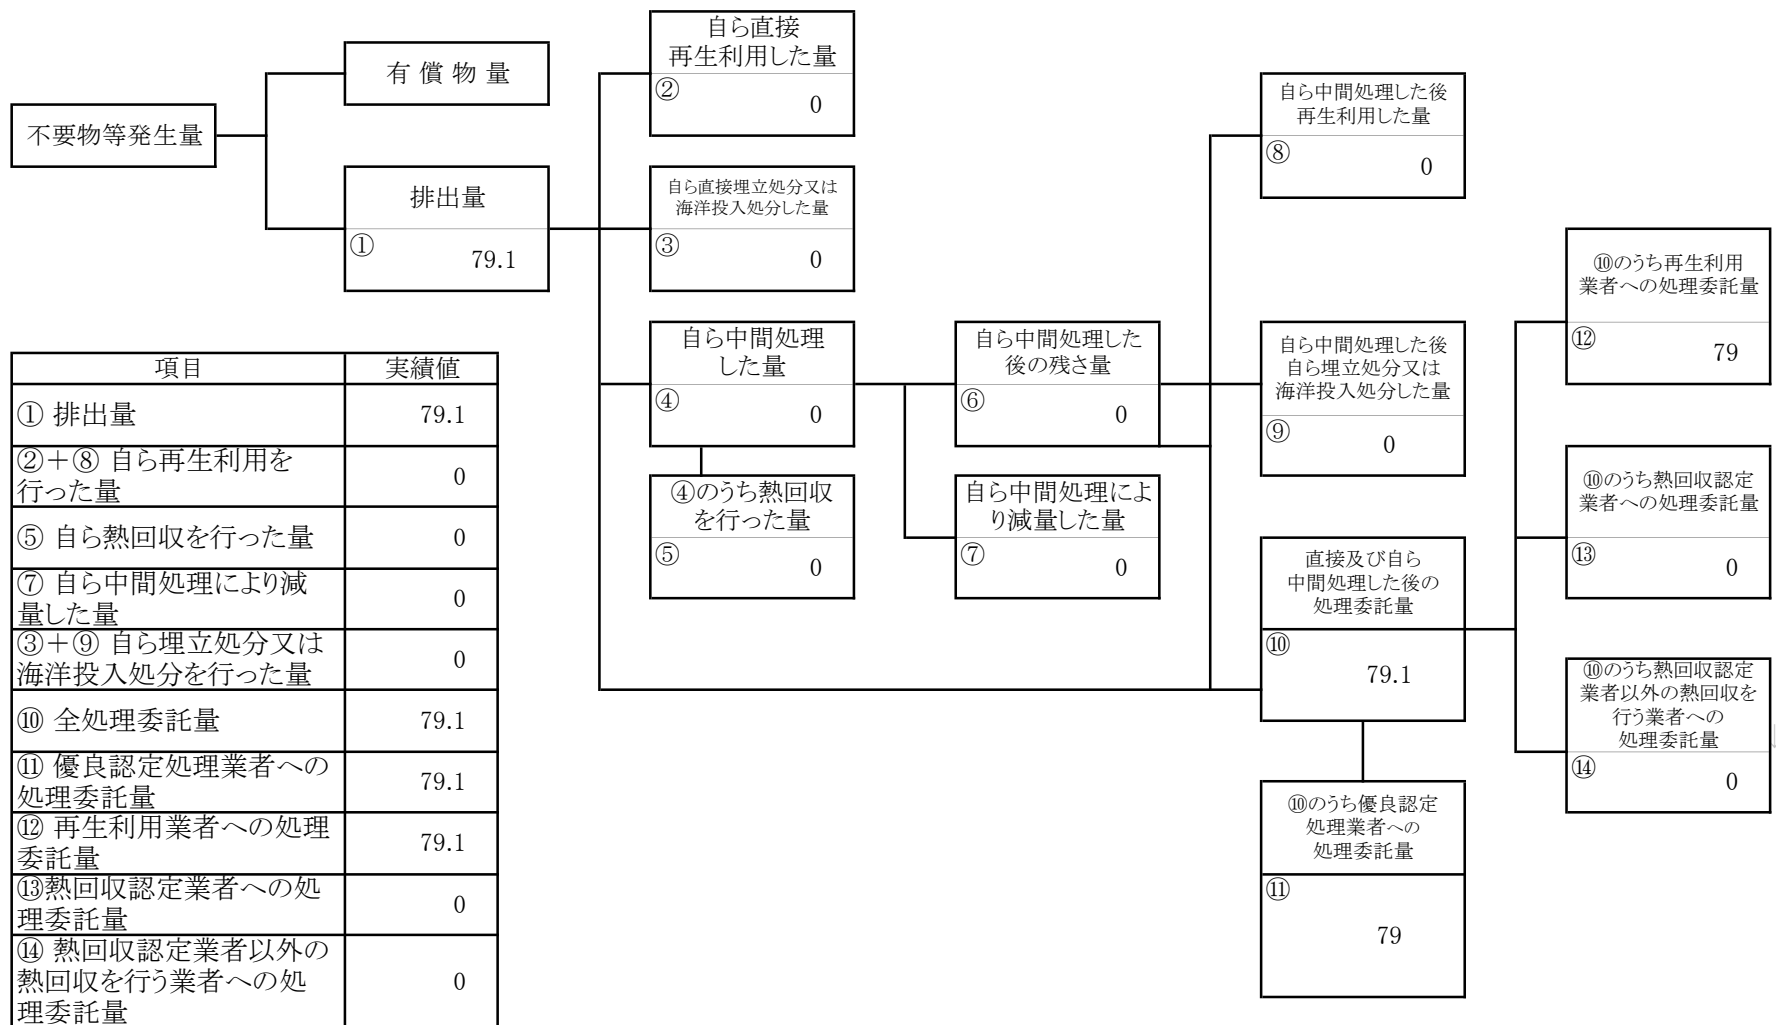 自ら直接
再生利用した量
②
0
有 償 物 量
自ら中間処理した後
再生利用した量
⑧
0
不要物等発生量
排出量
①
79.1
自ら直接埋立処分又は
海洋投入処分した量
③
0
⑩のうち再生利用
業者への処理委託量
⑫
79
自ら中間処理
した量
④
0
自ら中間処理した
後の残さ量
⑥
0
自ら中間処理した後
自ら埋立処分又は
海洋投入処分した量
⑨
0
④のうち熱回収
を行った量
⑤
0
自ら中間処理によ
り減量した量
⑦
0
⑩のうち熱回収認定
業者への処理委託量
⑬
0
直接及び自ら
中間処理した後の
処理委託量
⑩
79.1
⑩のうち熱回収認定
業者以外の熱回収を
行う業者への
処理委託量
⑭
0
⑩のうち優良認定
処理業者への
処理委託量
⑪
79
項目 実績値
① 排出量 79.1
②＋⑧ 自ら再生利用を
行った量 0
⑤ 自ら熱回収を行った量 0
⑦ 自ら中間処理により減
量した量 0
③＋⑨ 自ら埋立処分又は
海洋投入処分を行った量 0
⑩ 全処理委託量 79.1
⑪ 優良認定処理業者への
処理委託量 79.1
⑫ 再生利用業者への処理
委託量 79.1
⑬熱回収認定業者への処
理委託量 0
⑭ 熱回収認定業者以外の
熱回収を行う業者への処
理委託量 0